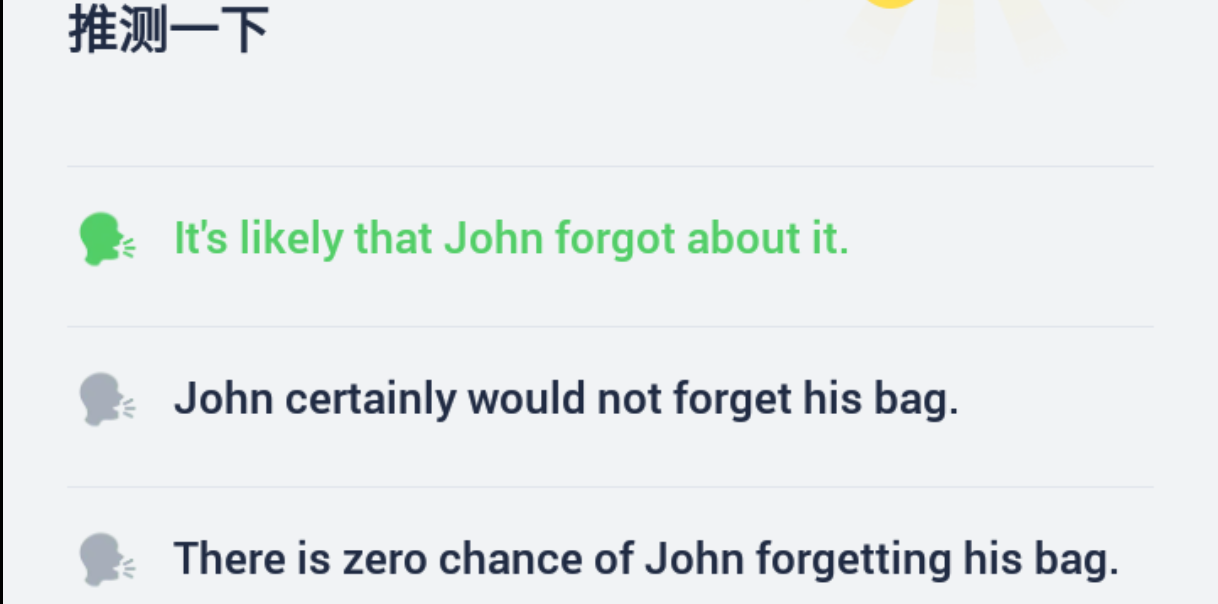 推测一下
It's likely that John forgot about it.
John certainly would not forget his bag.
There is zero chance of John forgetting his bag.